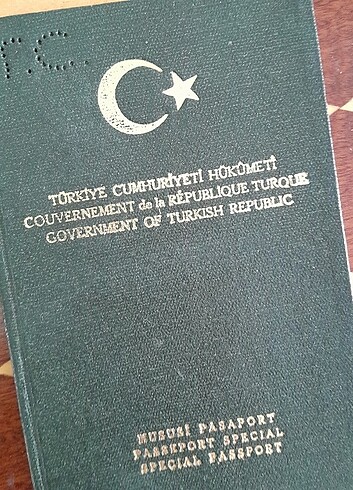 T.C.
TÜRKİYE CUMHURİYETİ HÜKÛMETİ
GOUVERNEMENT de la RÉPUBLIQUE TURQUE
GOVERNMENT OF TURKISH REPUBLIC
HUSUSİ PASAPORT
PASSEPORT SPECIAL
SPECIAL PASSPORT